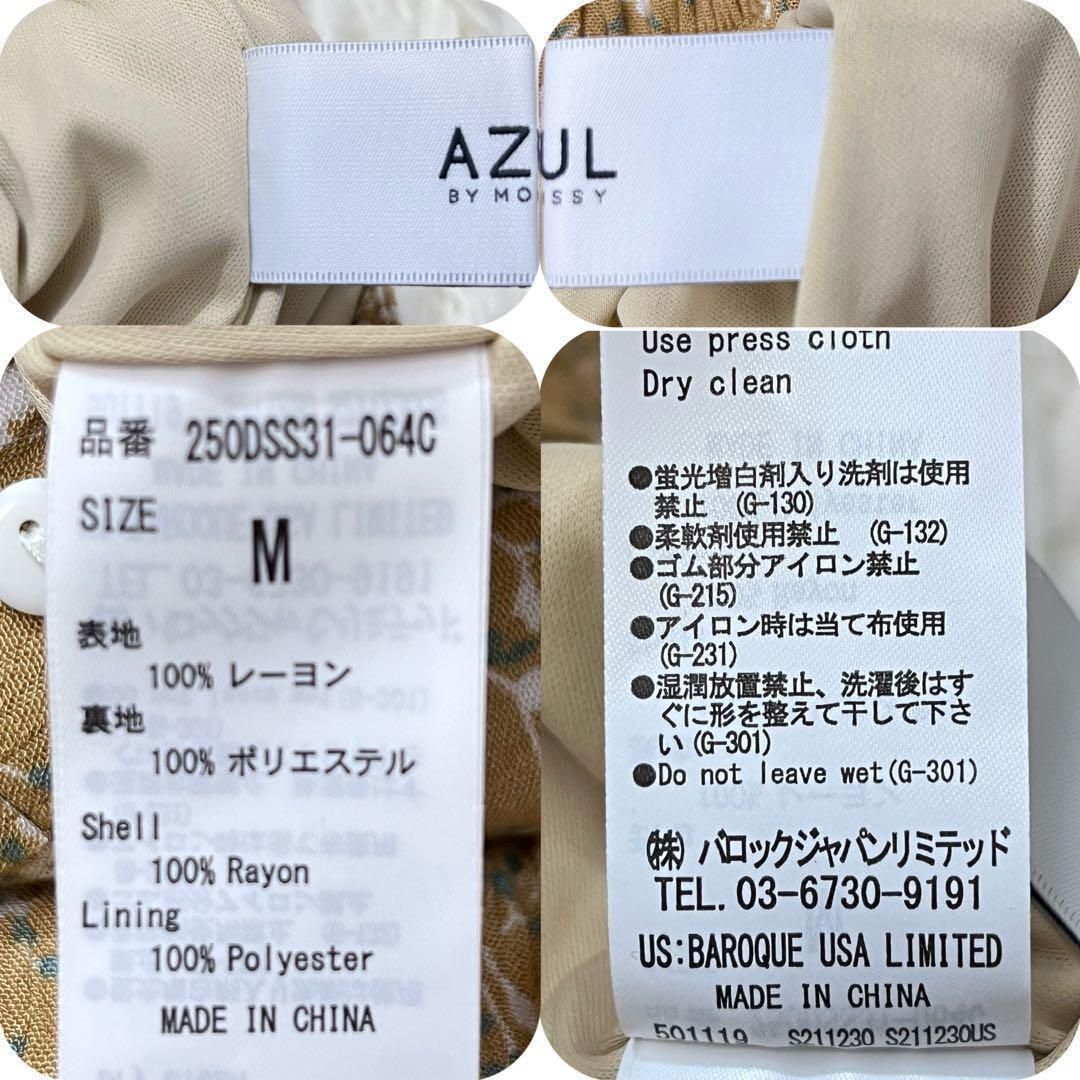 AZUL
BY MOUSSY
品番 250DSS31-064C
SIZE
M
表地
100% レーヨン
裏地
100% ポリエステル
Shell
100% Rayon
Lining
100% Polyester
MADE IN CHINA
Use press cloth
Dry clean
●蛍光増白剤入り洗剤は使用
禁止 (G-130)
●柔軟剤使用禁止 (G-132)
●ゴム部分アイロン禁止
(G-215)
●アイロン時は当て布使用
(G-231)
●湿潤放置禁止、洗濯後はす
ぐに形を整えて干して下さ
い(G-301)
●Do not leave wet(G-301)
㈱ バロックジャパンリミテッド
TEL. 03-6730-9191
US:BAROQUE USA LIMITED
MADE IN CHINA
501119 S211230 S211230US